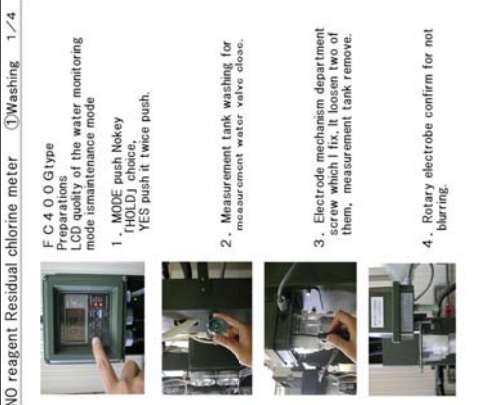 NO reagent Residual chlorine meter ①Washing 1/4
FC400Gtype
Preparations
LCD quolity of the water monitoring
mode ismaintenance mode
1. MODE push Nokey
「HOLD」 choice,
YES push it twice push.
2. Measurement tank washing for
measurement water valve close.
3. Electrode mechanism department
screw which I fix, It loosen two of
them, measurement tank remove.
4. Rotary electrobe confirm for not
blurring.